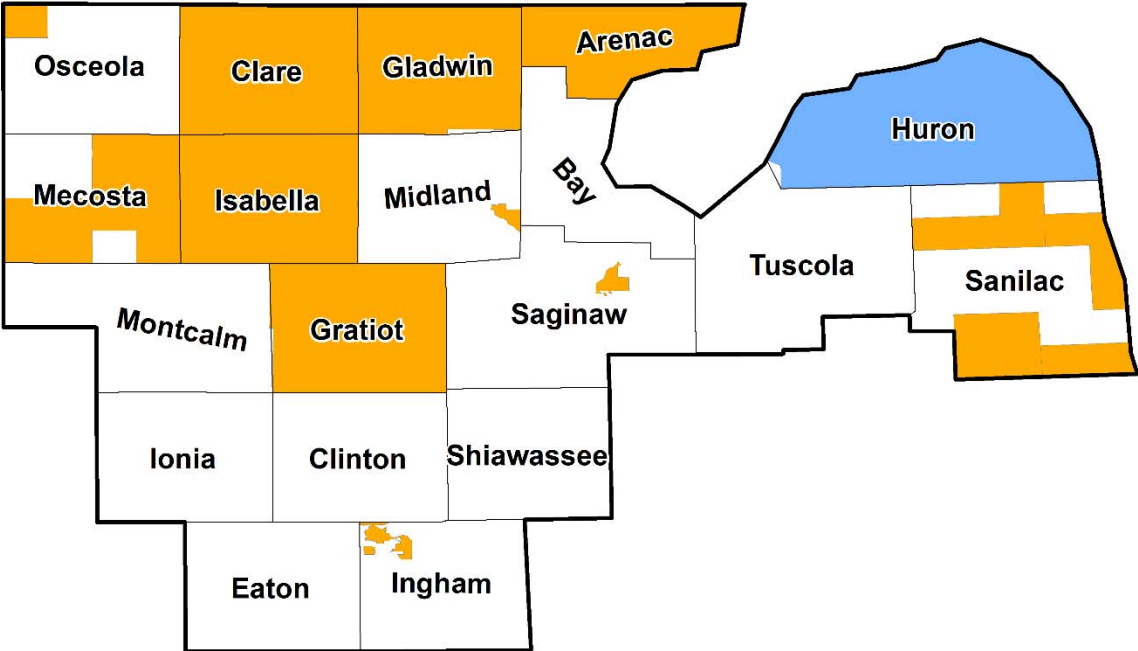 Osceola
Clare
Gladwin
Arenac
Huron
Mecosta
Isabella
Midland
Bay
Tuscola
Sanilac
Montcalm
Gratiot
Saginaw
Ionia
Clinton
Shiawassee
Eaton
Ingham